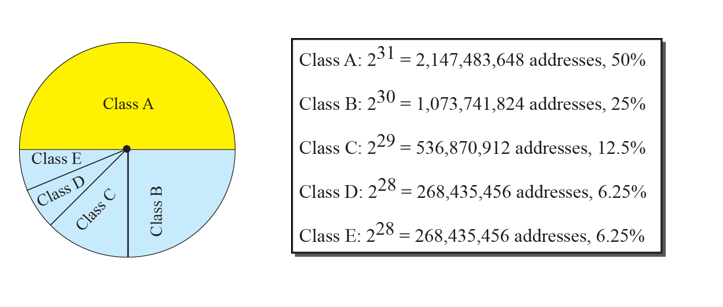 Class A
Class E
Class D
Class C
Class B
Class A: 2^31 = 2,147,483,648 addresses, 50%
Class B: 2^30 = 1,073,741,824 addresses, 25%
Class C: 2^29 = 536,870,912 addresses, 12.5%
Class D: 2^28 = 268,435,456 addresses, 6.25%
Class E: 2^28 = 268,435,456 addresses, 6.25%